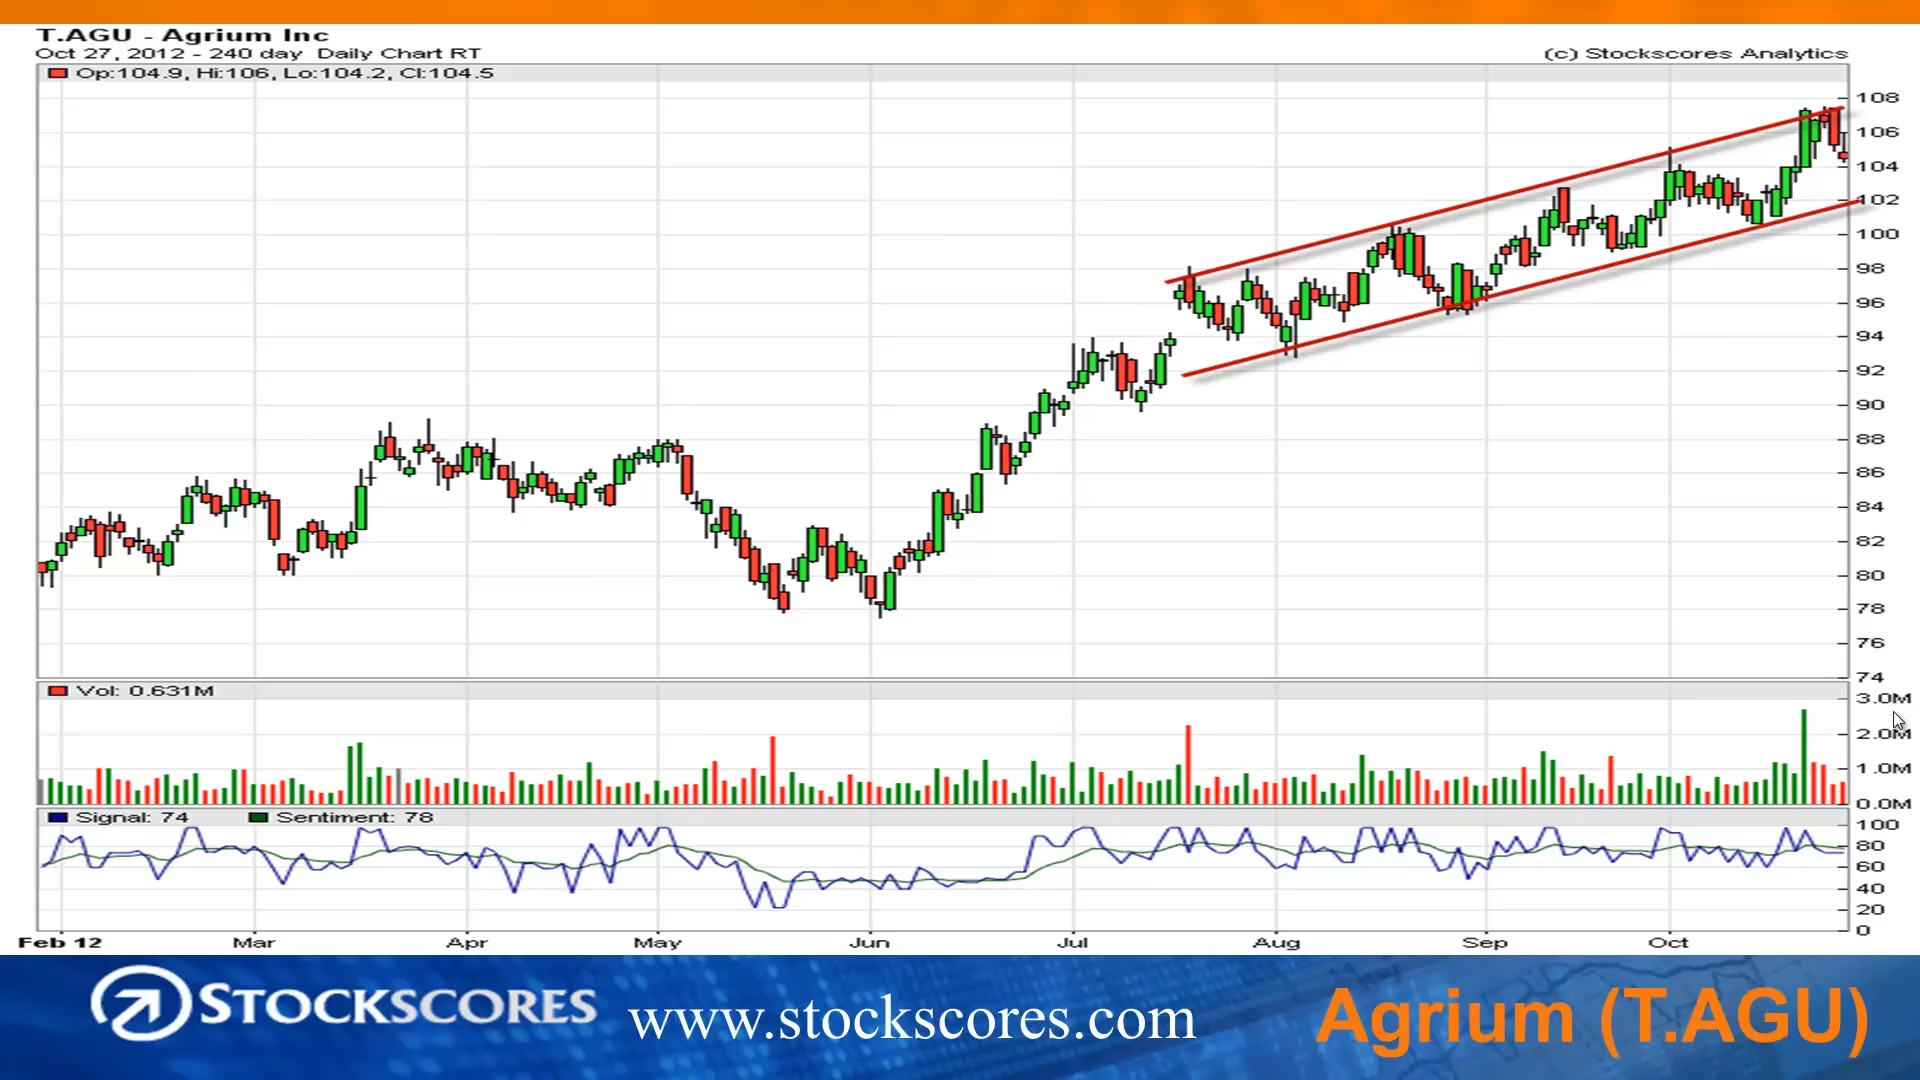 T.AGU - Agrium Inc
Oct 27, 2012 - 240 day Daily Chart RT
(c) Stockscores Analytics
Op:104.9, Hi:106, Lo:104.2, Cl:104.5
108
106
104
102
100
98
96
94
92
90
88
86
84
82
80
78
76
74
Vol: 0.631M
3.0M
2.0M
1.0M
0.0M
Signal: 74 Sentiment: 78
100
80
60
40
20
0
Feb 12 Mar Apr May Jun Jul Aug Sep Oct
STOCKSCORES
www.stockscores.com
Agrium (T.AGU)